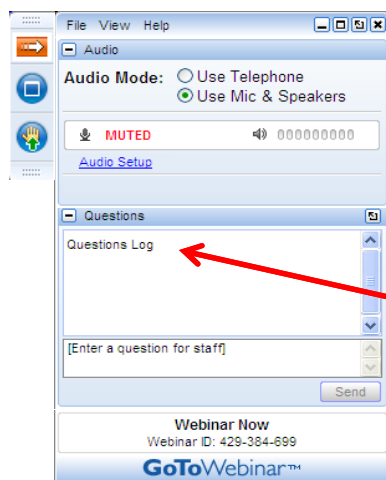 File View Help
Audio
Audio Mode: Use Telephone
Use Mic & Speakers
MUTED 000000000
Audio Setup
Questions
Questions Log
[Enter a question for staff]
Send
Webinar Now
Webinar ID: 429-384-699
GoToWebinar™